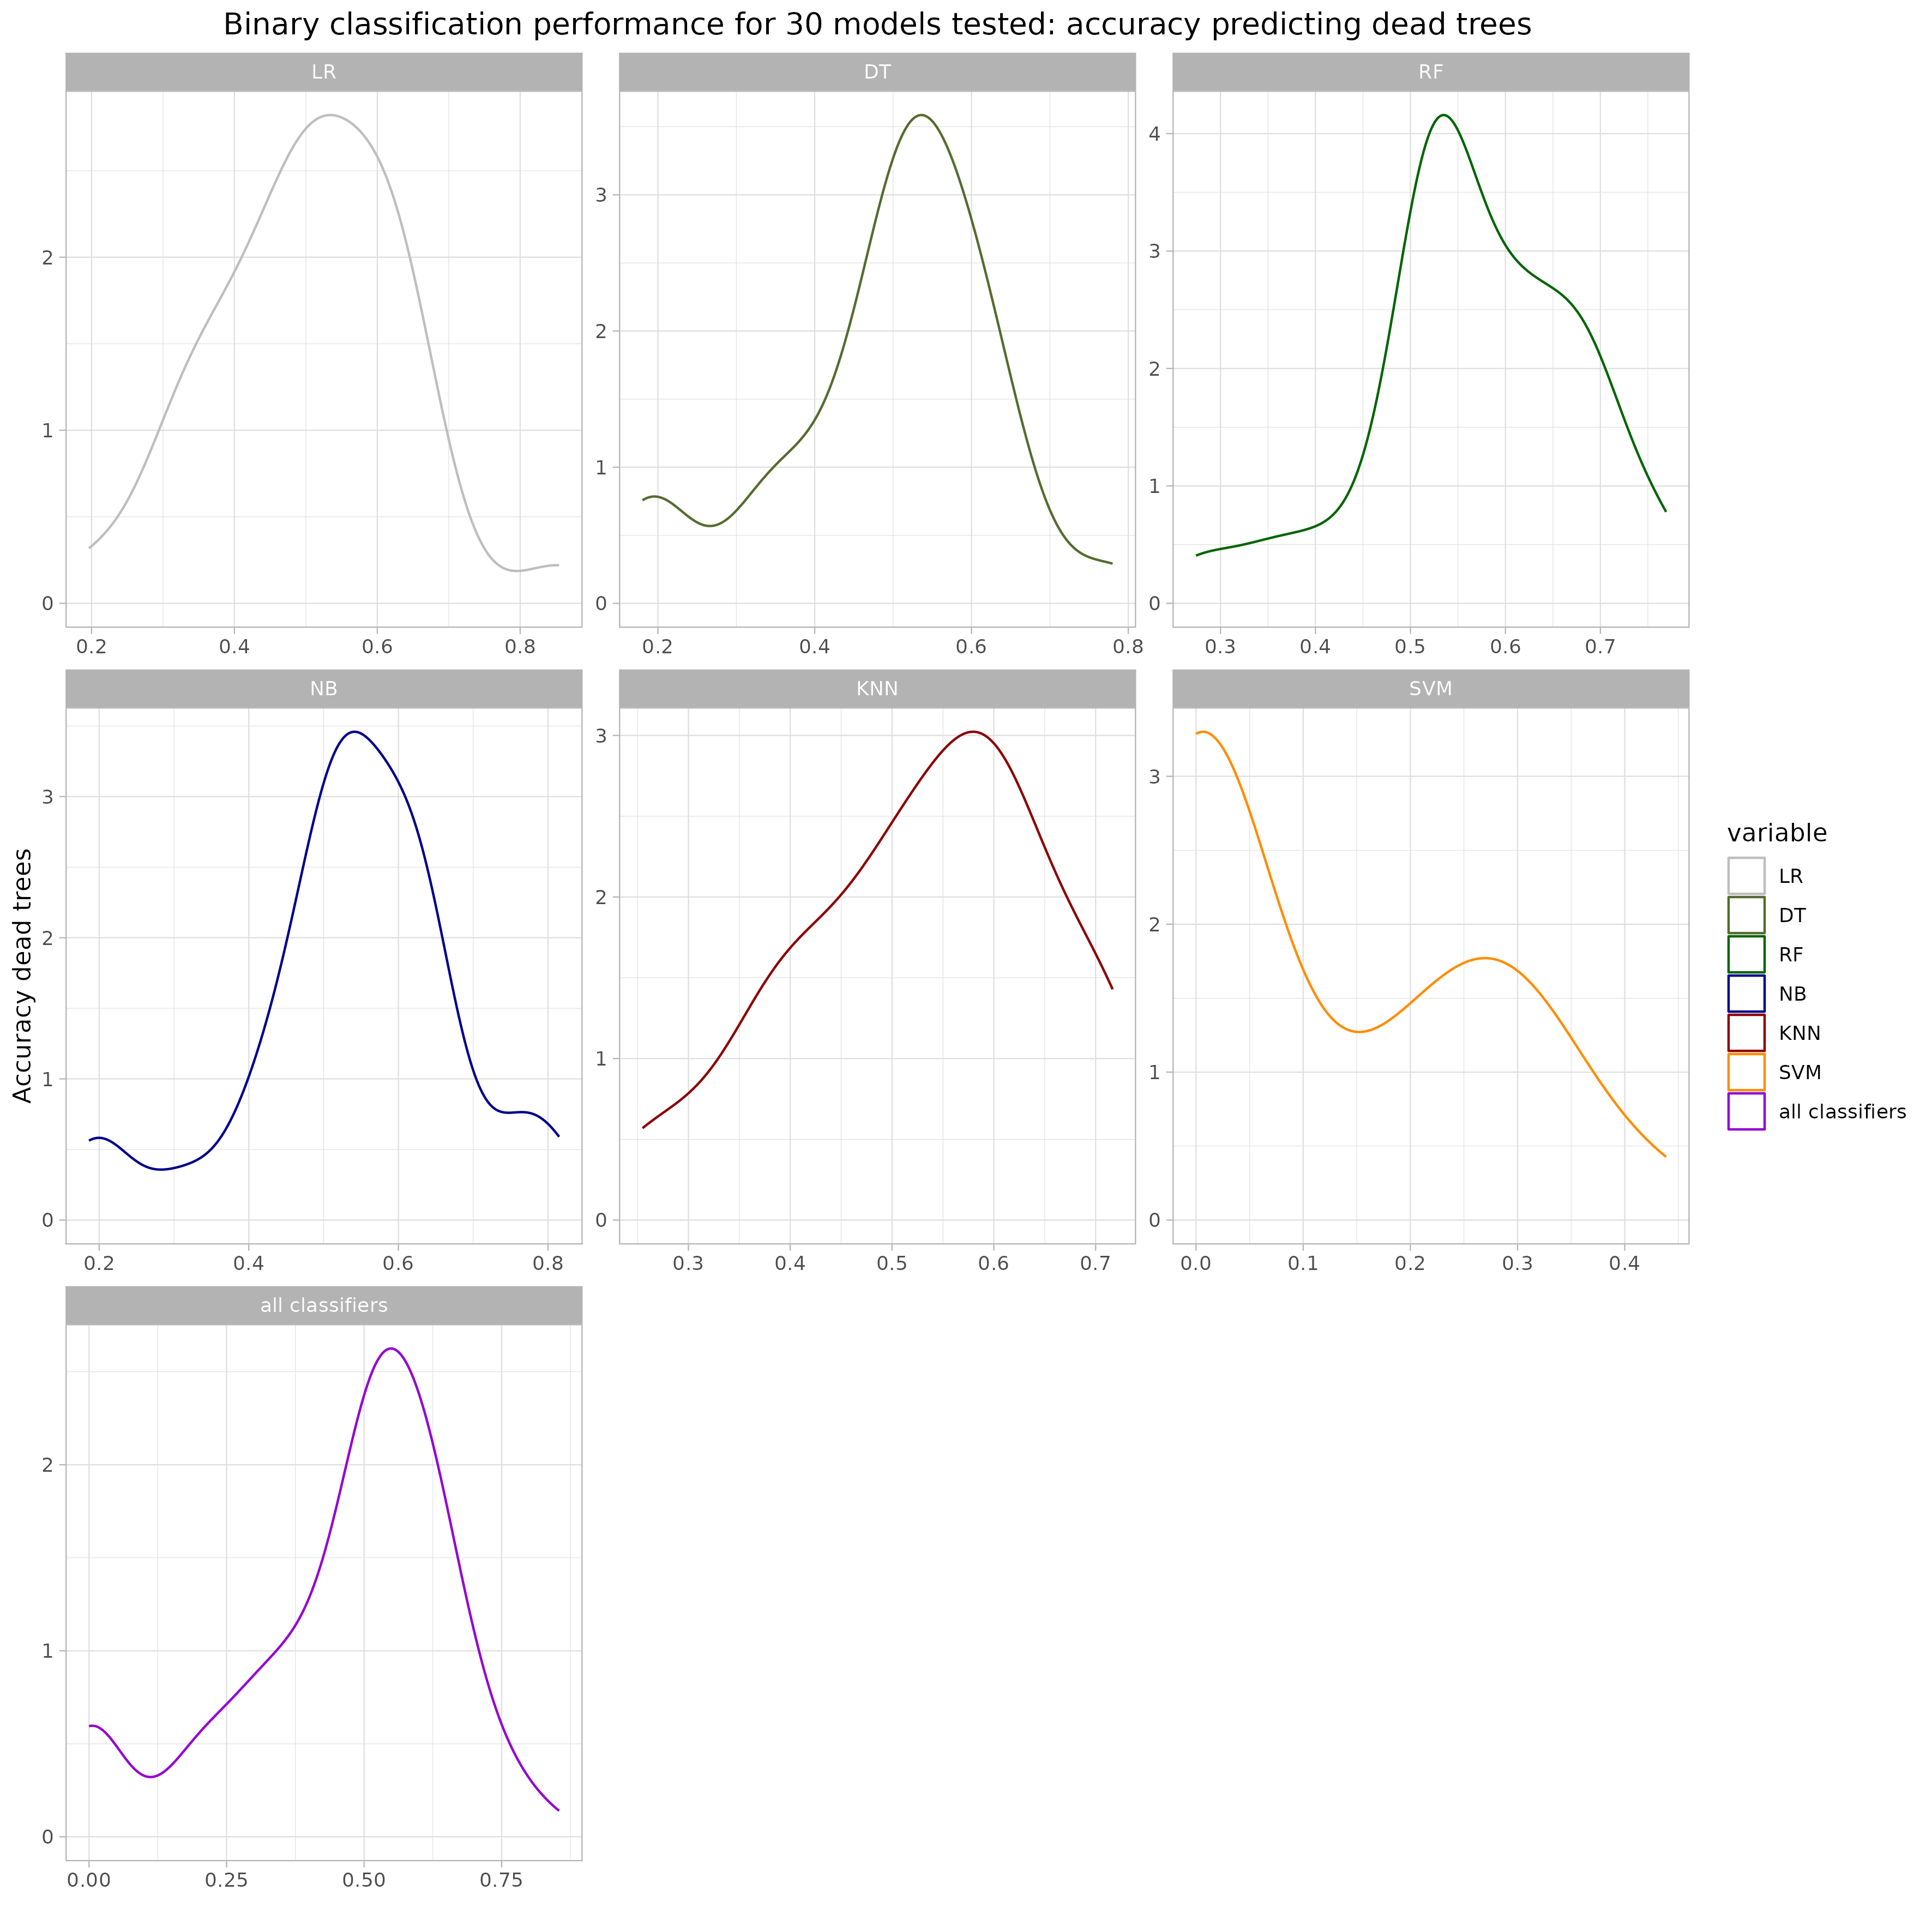 Binary classification performance for 30 models tested: accuracy predicting dead trees
LR
DT
RF
2
1
0
3
2
1
0
4
3
2
1
0
0.2 0.4 0.6 0.8
0.2 0.4 0.6 0.8
0.3 0.4 0.5 0.6 0.7
NB
KNN
SVM
3
2
1
0
3
2
1
0
3
2
1
0
0.2 0.4 0.6 0.8
0.3 0.4 0.5 0.6 0.7
0.0 0.1 0.2 0.3 0.4
all classifiers
2
1
0
0.00 0.25 0.50 0.75
Accuracy dead trees
variable
LR
DT
RF
NB
KNN
SVM
all classifiers